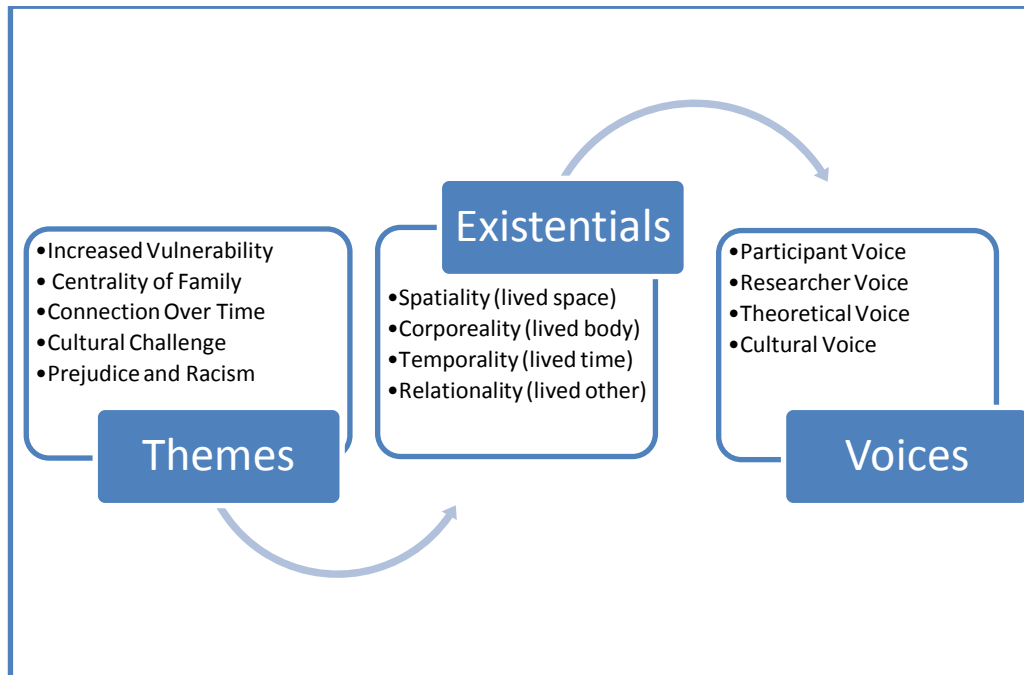 •Increased Vulnerability
• Centrality of Family
•Connection Over Time
•Cultural Challenge
•Prejudice and Racism
Themes
Existentials
•Spatiality (lived space)
•Corporeality (lived body)
•Temporality (lived time)
•Relationality (lived other)
•Participant Voice
•Researcher Voice
•Theoretical Voice
•Cultural Voice
Voices